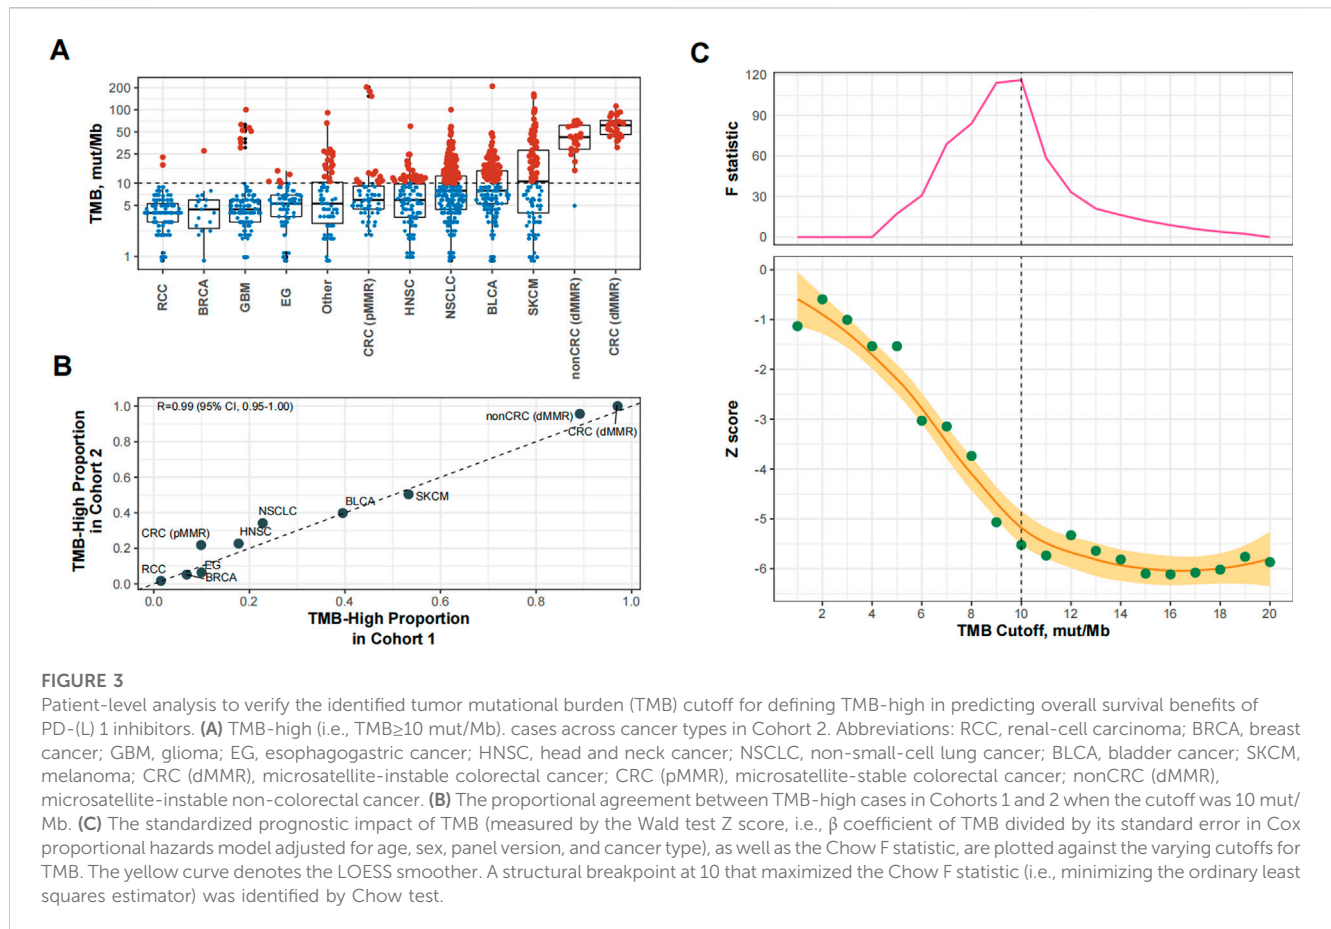 A
TMB, mut/Mb
200
100
50
25
10
5
1
RCC
BRCA
GBM
EG
Other
CRC (pMMR)
HNSC
NSCLC
BLCA
SKCM
nonCRC (dMMR)
CRC (dMMR)
B
TMB-High Proportion
in Cohort 2
1.0
0.8
0.6
0.4
0.2
0.0
R=0.99 (95% CI, 0.95-1.00)
nonCRC (dMMR)
CRC (dMMR)
BLCA
SKCM
NSCLC
CRC (pMMR)
HNSC
RCC
EG
BRCA
0.0
0.2
0.4
0.6
0.8
1.0
TMB-High Proportion
in Cohort 1
C
F statistic
120
90
60
30
0
Z score
0
-1
-2
-3
-4
-5
-6
2
4
6
8
10
12
14
16
18
20
TMB Cutoff, mut/Mb
FIGURE 3
Patient-level analysis to verify the identified tumor mutational burden (TMB) cutoff for defining TMB-high in predicting overall survival benefits of
PD-(L) 1 inhibitors. (A) TMB-high (i.e., TMB≥10 mut/Mb). cases across cancer types in Cohort 2. Abbreviations: RCC, renal-cell carcinoma; BRCA, breast
cancer; GBM, glioma; EG, esophagogastric cancer; HNSC, head and neck cancer; NSCLC, non-small-cell lung cancer; BLCA, bladder cancer; SKCM,
melanoma; CRC (dMMR), microsatellite-instable colorectal cancer; CRC (pMMR), microsatellite-stable colorectal cancer; nonCRC (dMMR),
microsatellite-instable non-colorectal cancer. (B) The proportional agreement between TMB-high cases in Cohorts 1 and 2 when the cutoff was 10 mut/
Mb. (C) The standardized prognostic impact of TMB (measured by the Wald test Z score, i.e., β coefficient of TMB divided by its standard error in Cox
proportional hazards model adjusted for age, sex, panel version, and cancer type), as well as the Chow F statistic, are plotted against the varying cutoffs for
TMB. The yellow curve denotes the LOESS smoother. A structural breakpoint at 10 that maximized the Chow F statistic (i.e., minimizing the ordinary least
squares estimator) was identified by Chow test.